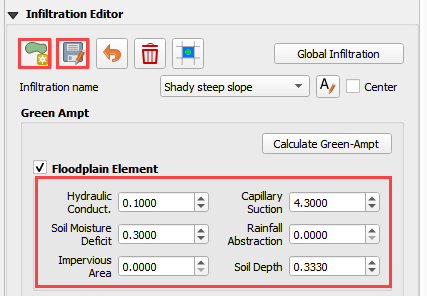 Infiltration Editor
Global Infiltration
Infiltration name
Shady steep slope
A
Center
Green Ampt
Calculate Green-Ampt
Floodplain Element
Hydraulic
Conduct.
0.1000
Capillary
Suction
4.3000
Soil Moisture
Deficit
0.3000
Rainfall
Abstraction
0.0000
Impervious
Area
0.0000
Soil Depth
0.3330